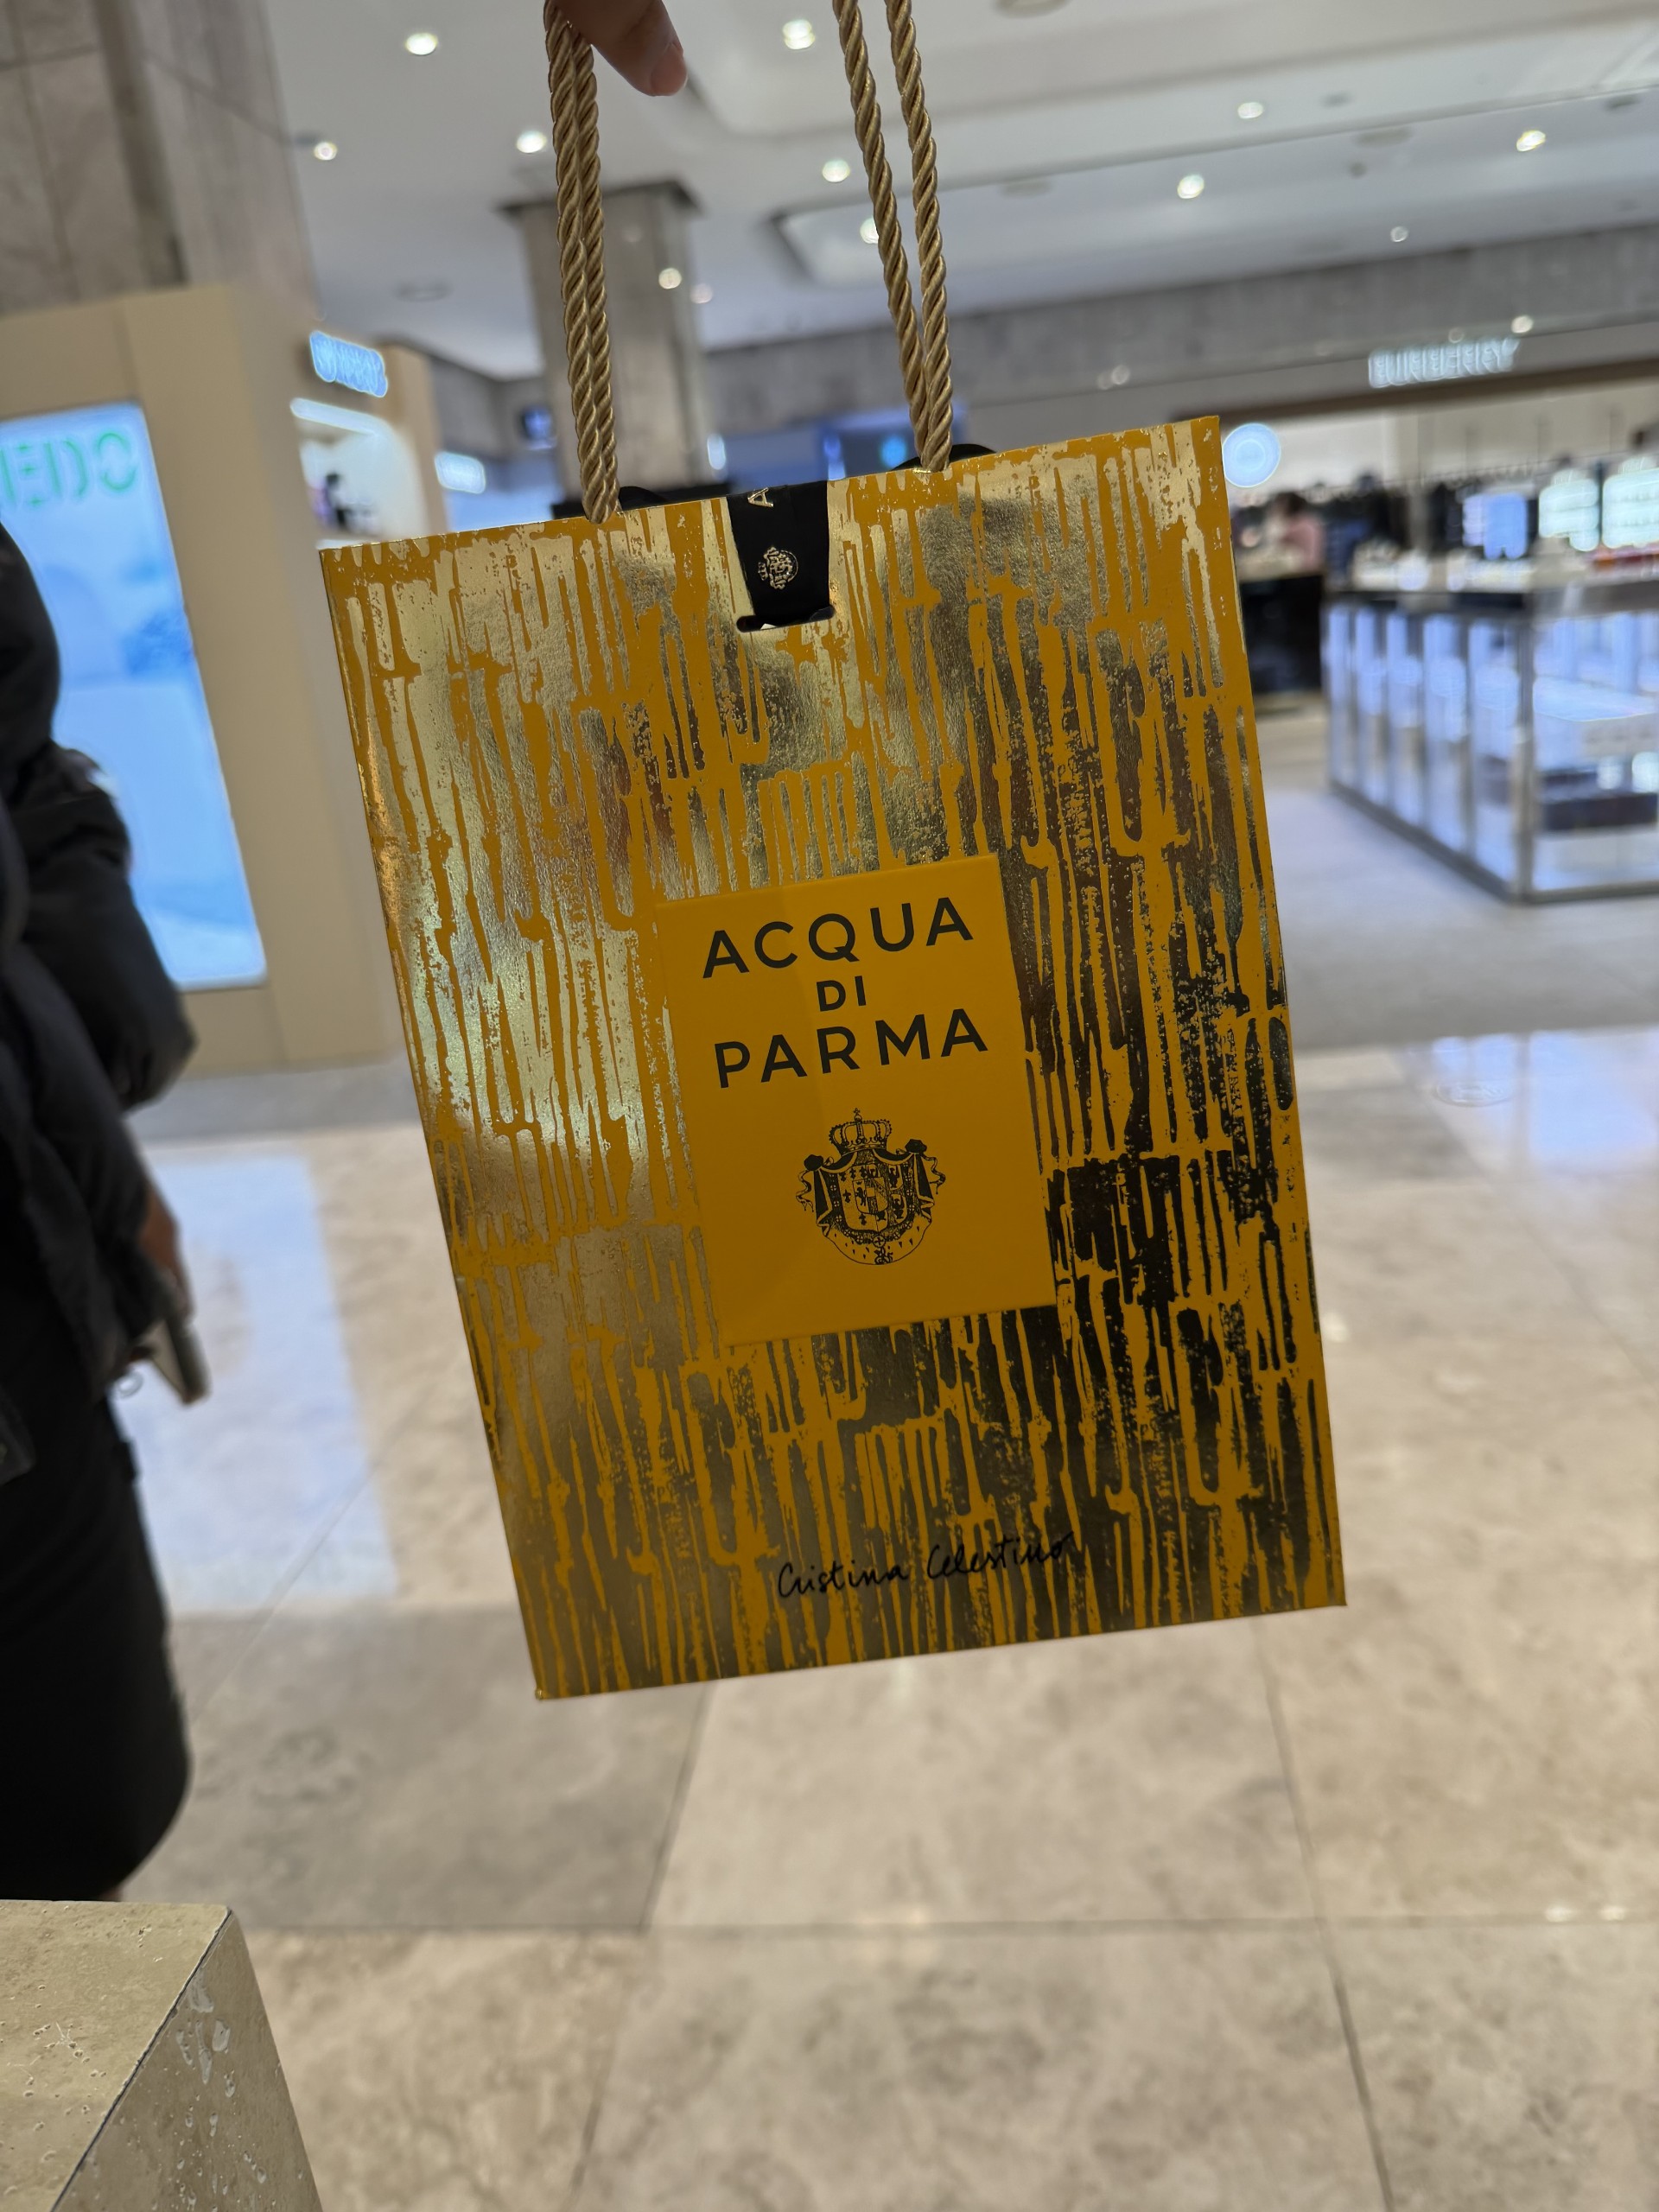 BURBERRY
A
ACQUA
DI
PARMA
Cristina Celestino